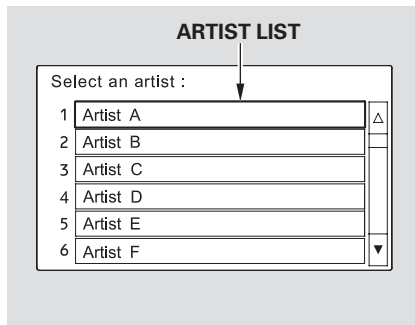 ARTIST LIST
Select an artist :
1 Artist A
2 Artist B
3 Artist C
4 Artist D
5 Artist E
6 Artist F